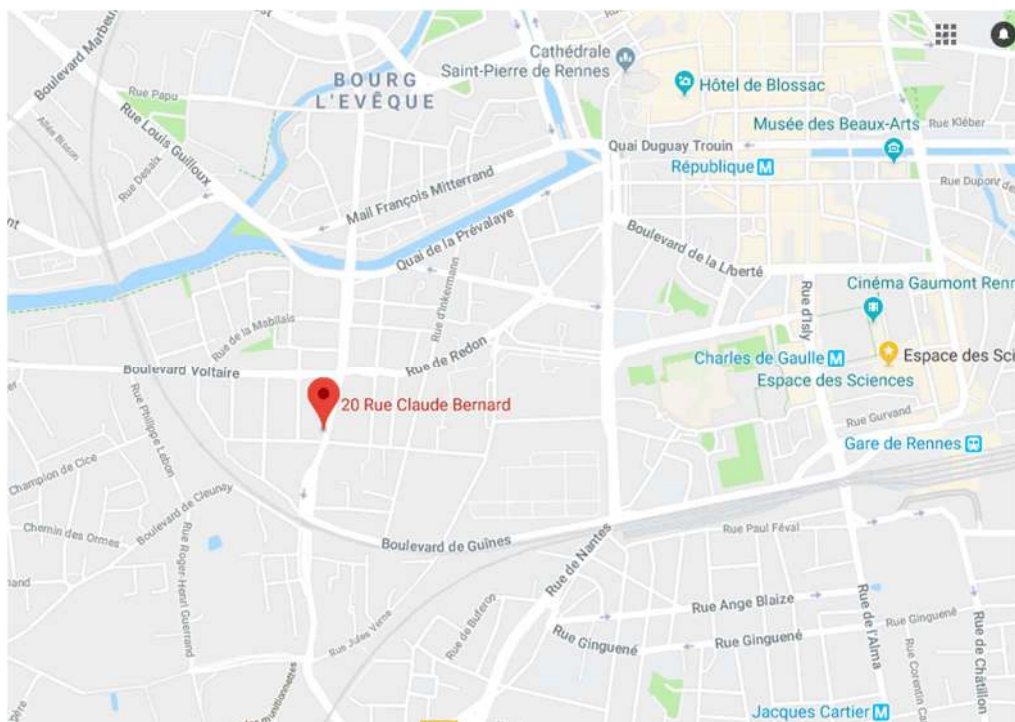 Boulevard Marbeuf
Rue Papu
BOURG
L'EVÊQUE
Cathédrale
Saint-Pierre de Rennes
Hôtel de Blossac
Musée des Beaux-Arts
Rue Kléber
Allée Bisson
Rue Louis Guilloux
Rue Desaix
Quai Duguay Trouin
République M
Rue Dupont de
Mail François Mitterrand
Quai de la Prévalaye
Boulevard de la Liberté
Rue d'Inkermann
Rue d'Isly
Cinéma Gaumont Renn
Rue de la Mabilais
Rue de Redon
Charles de Gaulle M
Espace des Sci
Espace des Sciences
Boulevard Voltaire
20 Rue Claude Bernard
Rue Philippe Lebon
Rue Gurvand
Gare de Rennes
Champion de Cice
Boulevard de Cleunay
Chemin des Ormes
Rue Roger-Henri Guerrand
Boulevard de Guînes
Rue de Nantes
Rue Paul Féval
Rue Jules Verne
Rue de Buferon
Rue Ange Blaize
Rue Ginguené
Rue Ginguené
Rue Ginguené
Rue de l'Alma
Rue Corentin Ca
Rue de Châtillon
Jacques Cartier M